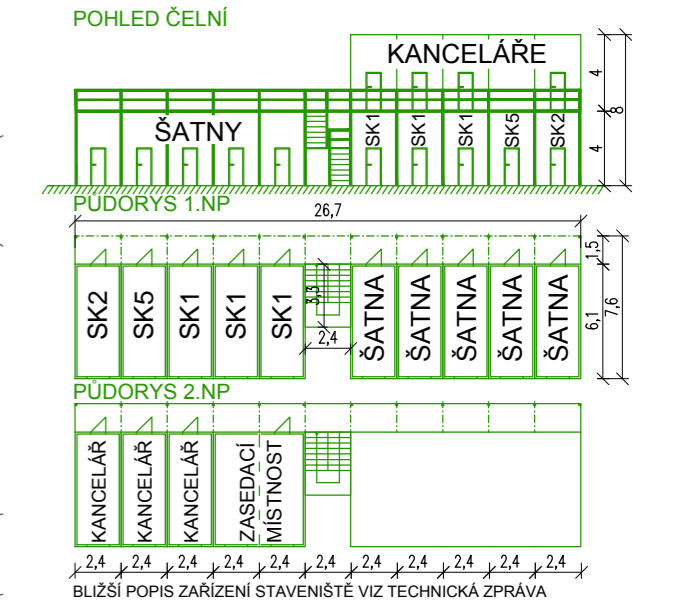 POHLED ČELNÍ
KANCELÁŘE
ŠATNY
SK1
SK1
SK1
SK5
SK2
4
4
8
PŮDORYS 1.NP
26,7
SK2
SK5
SK1
SK1
SK1
3,3
2,4
ŠATNA
ŠATNA
ŠATNA
ŠATNA
ŠATNA
1,5
6,1
7,6
PŮDORYS 2.NP
KANCELÁŘ
KANCELÁŘ
KANCELÁŘ
ZASEDACÍ
MÍSTNOST
2,4 2,4 2,4 2,4 2,4 2,4 2,4 2,4 2,4 2,4 2,4
BLIŽŠÍ POPIS ZAŘÍZENÍ STAVENIŠTĚ VIZ TECHNICKÁ ZPRÁVA